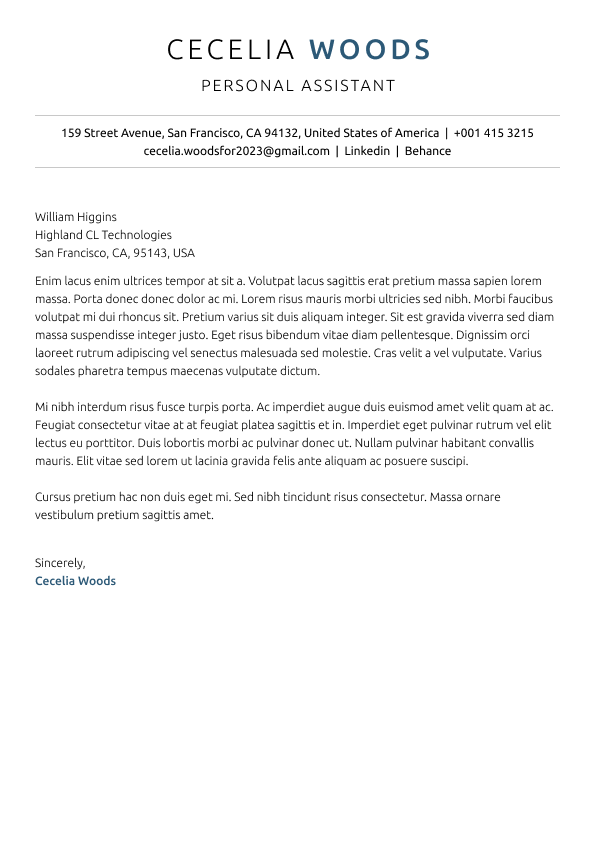 CECELIA WOODS
PERSONAL ASSISTANT
159 Street Avenue, San Francisco, CA 94132, United States of America | +001 415 3215
cecelia.woodsfor2023@gmail.com | Linkedin | Behance
William Higgins
Highland CL Technologies
San Francisco, CA, 95143, USA
Enim lacus enim ultrices tempor at sit a. Volutpat lacus sagittis erat pretium massa sapien lorem
massa. Porta donec donec dolor ac mi. Lorem risus mauris morbi ultricies sed nibh. Morbi faucibus
volutpat mi dui rhoncus sit. Pretium varius sit duis aliquam integer. Sit est gravida viverra sed diam
massa suspendisse integer justo. Eget risus bibendum vitae diam pellentesque. Dignissim orci
laoreet rutrum adipiscing vel senectus malesuada sed molestie. Cras velit a vel vulputate. Varius
sodales pharetra tempus maecenas vulputate dictum.
Mi nibh interdum risus fusce turpis porta. Ac imperdiet augue duis euismod amet velit quam at ac.
Feugiat consectetur vitae at at feugiat platea sagittis et in. Imperdiet eget pulvinar rutrum vel elit
lectus eu porttitor. Duis lobortis morbi ac pulvinar donec ut. Nullam pulvinar habitant convallis
mauris. Elit vitae sed lorem ut lacinia gravida felis ante aliquam ac posuere suscipi.
Cursus pretium hac non duis eget mi. Sed nibh tincidunt risus consectetur. Massa ornare
vestibulum pretium sagittis amet.
Sincerely,
Cecelia Woods